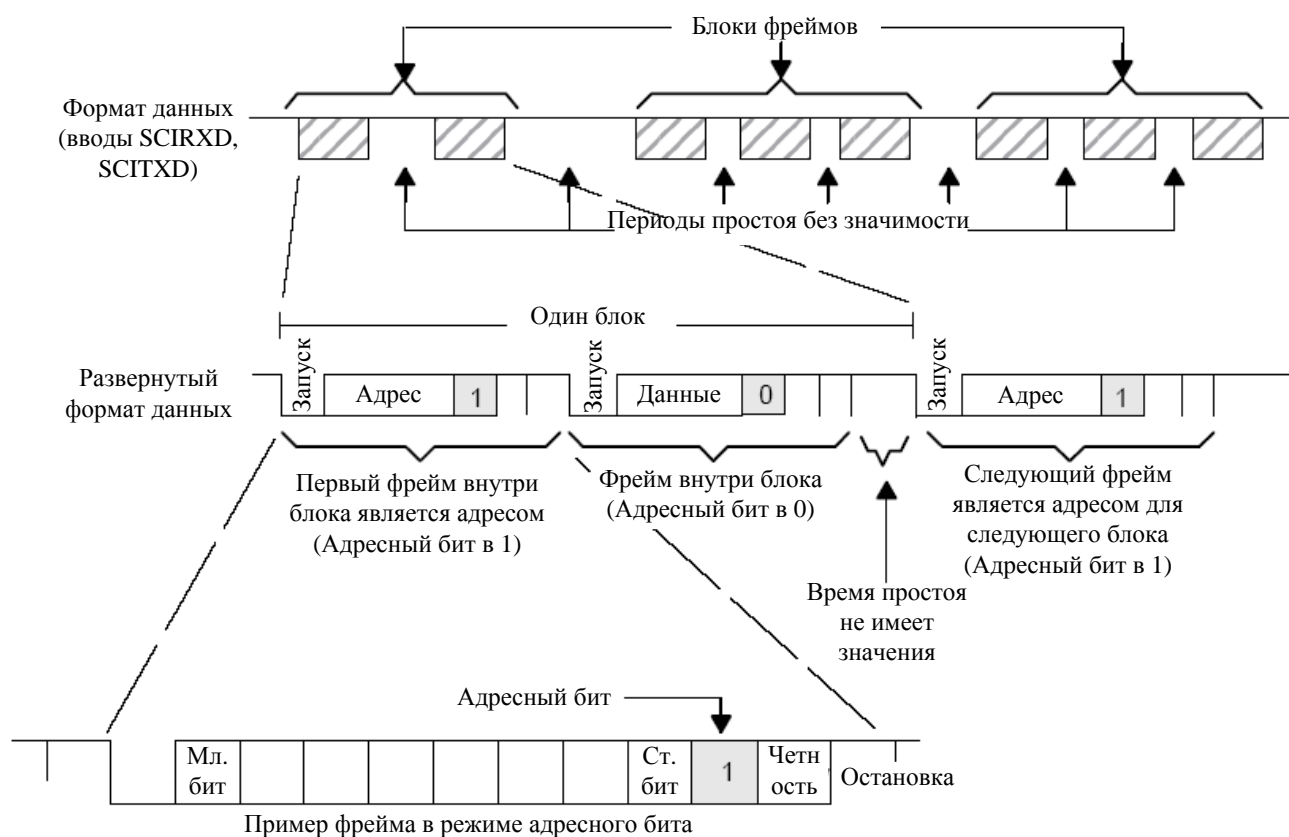 Блоки фреймов
Формат данных
(вводы SCIRXD,
SCITXD)
Периоды простоя без значимости
Один блок
Развернутый
формат данных
Запуск
Адрес
1
Запуск
Данные
0
Запуск
Адрес
1
Первый фрейм внутри
блока является адресом
(Адресный бит в 1)
Фрейм внутри блока
(Адресный бит в 0)
Следующий фрейм
является адресом для
следующего блока
(Адресный бит в 1)
Время простоя
не имеет
значения
Адресный бит
Мл.
бит
Ст.
бит
1
Четн
ость
Остановка
Пример фрейма в режиме адресного бита